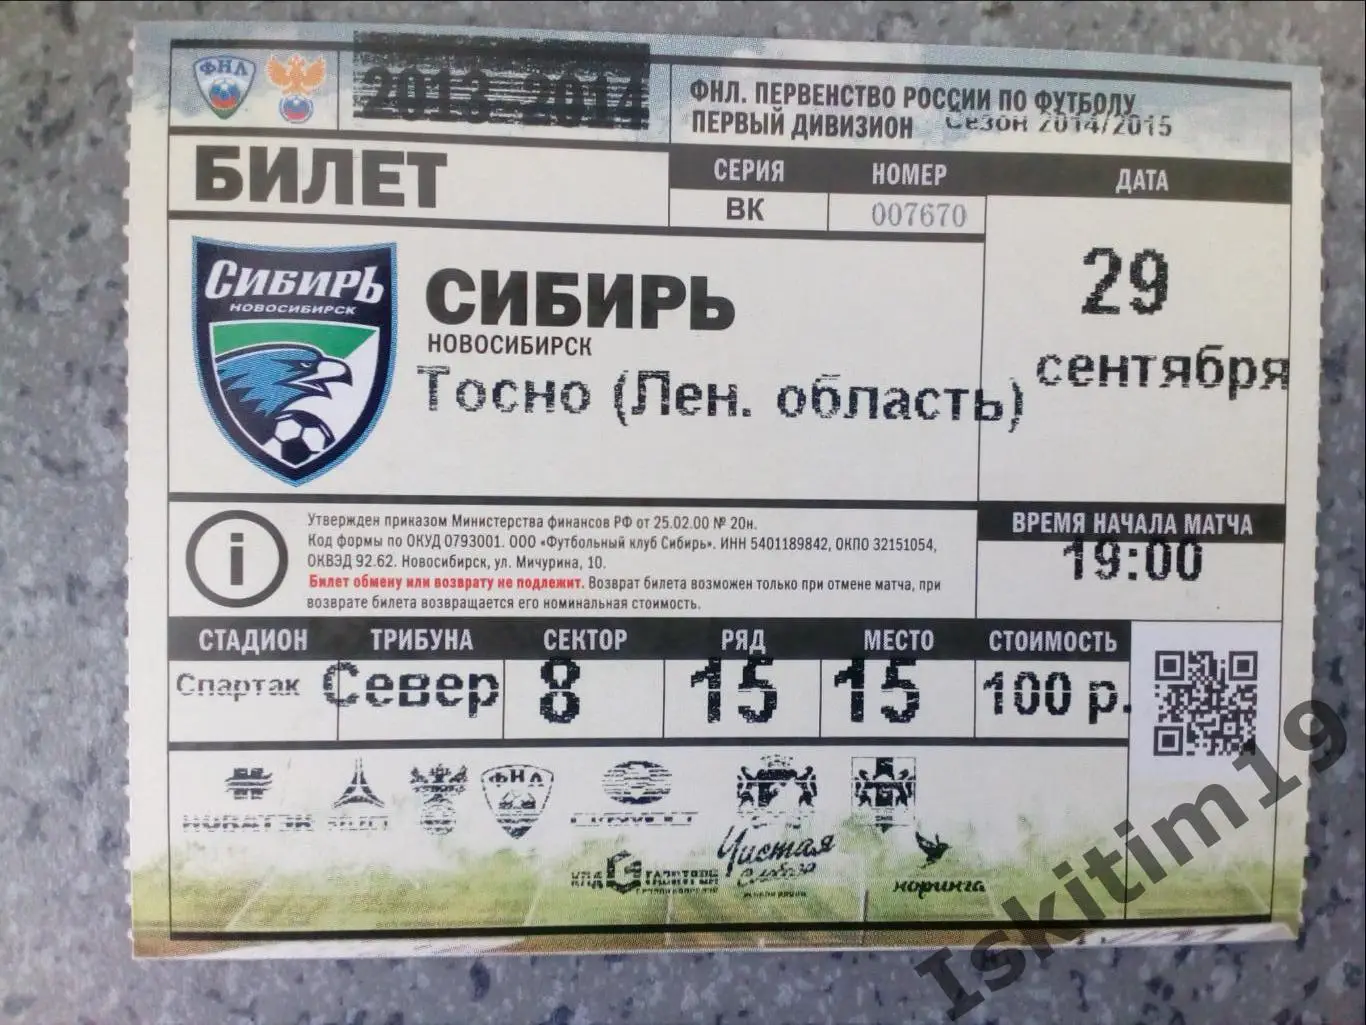 ФНЛ
2013-2014
ФНЛ. ПЕРВЕНСТВО РОССИИ ПО ФУТБОЛУ
ПЕРВЫЙ ДИВИЗИОН Сезон 2014/2015
БИЛЕТ
СЕРИЯ НОМЕР ДАТА
ВК 007670
29
сентября
СИБИРЬ
НОВОСИБИРСК
СИБИРЬ
НОВОСИБИРСК
Тосно (Лен. область)
i
Утвержден приказом Министерства финансов РФ от 25.02.00 № 20н.
Код формы по ОКУД 0793001. ООО «Футбольный клуб Сибирь». ИНН 5401189842, ОКПО 32151054,
ОКВЭД 92.62. Новосибирск, ул. Мичурина, 10.
Билет обмену или возврату не подлежит. Возврат билета возможен только при отмене матча, при
возврате билета возвращается его номинальная стоимость.
ВРЕМЯ НАЧАЛА МАТЧА
19:00
СТАДИОН ТРИБУНА СЕКТОР РЯД МЕСТО СТОИМОСТЬ
Спартак Север 8 15 15 100 р.
НОВАТЭК
ФНЛ
КПД ГАЗСТРОЙ
Чистая
Слобода
норинга
Iskitim19